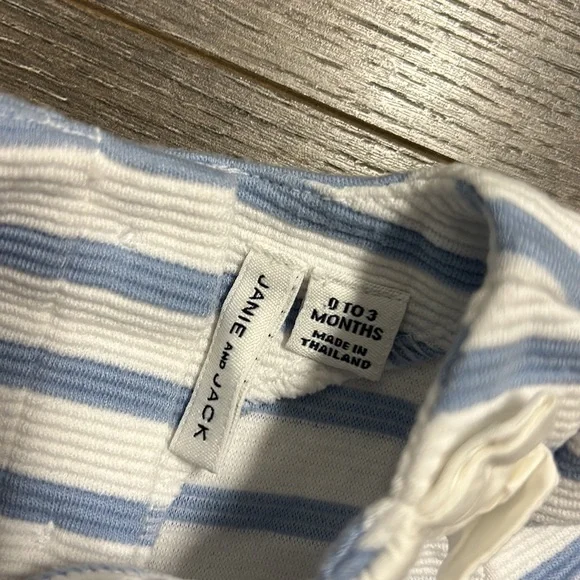 JANIE AND JACK
0 TO 3
MONTHS
MADE IN
THAILAND